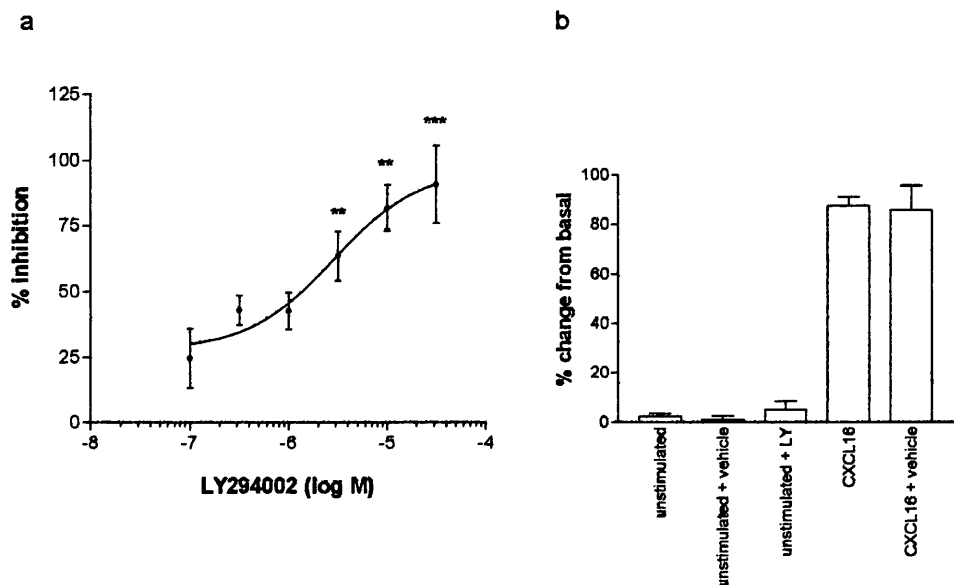 a
b
125
100
75
50
25
0
% inhibition
**
**
***
-8
-7
-6
-5
-4
LY294002 (log M)
100
80
60
40
20
0
% change from basal
unstimulated
unstimulated + vehicle
unstimulated + LY
CXCL16
CXCL16 + vehicle